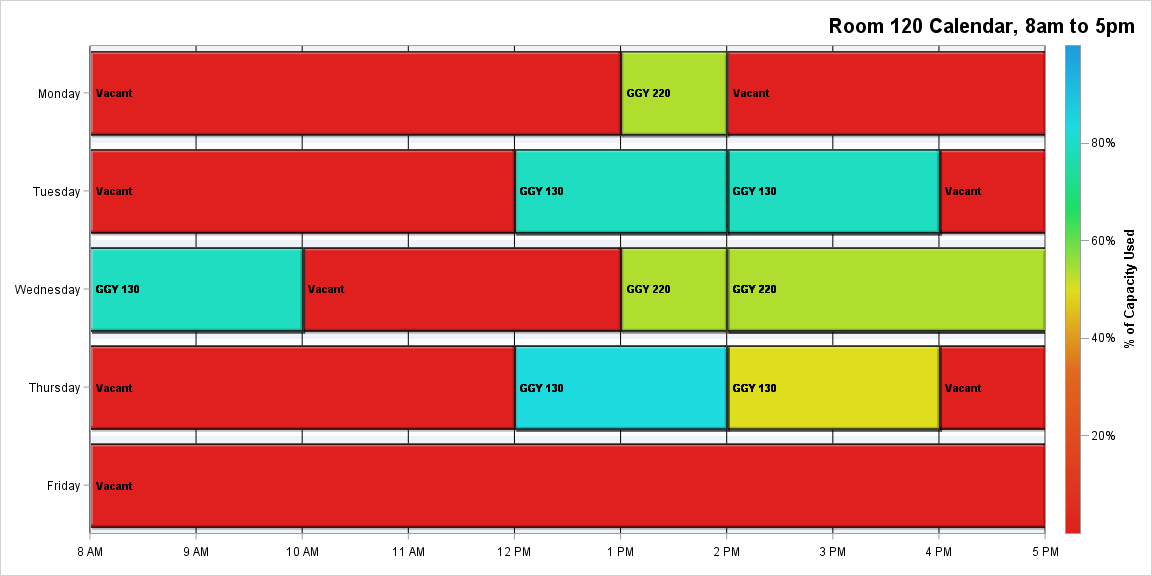 Room 120 Calendar, 8am to 5pm
Monday
Vacant
GGY 220
Vacant
Tuesday
Vacant
GGY 130
GGY 130
Vacant
Wednesday
GGY 130
Vacant
GGY 220
GGY 220
Thursday
Vacant
GGY 130
GGY 130
Vacant
Friday
Vacant
8 AM
9 AM
10 AM
11 AM
12 PM
1 PM
2 PM
3 PM
4 PM
5 PM
80%
60%
40%
20%
% of Capacity Used